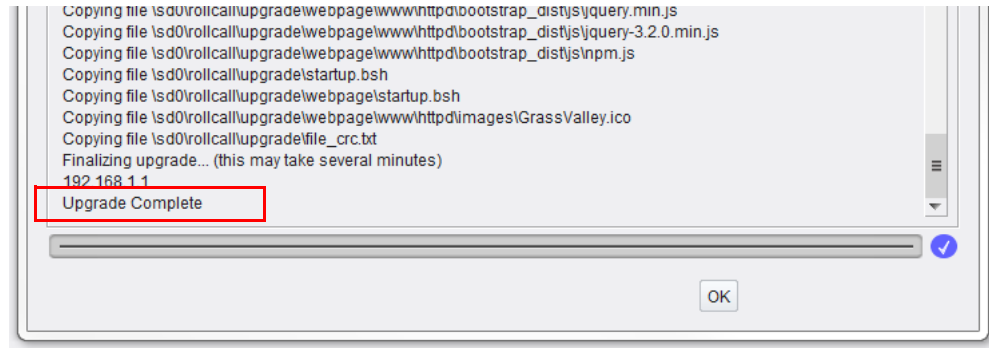 Copying file \sd0\rollcall\upgrade\webpage\www\httpd\bootstrap_dist\js\jquery.min.js
Copying file \sd0\rollcall\upgrade\webpage\www\httpd\bootstrap_dist\js\jquery-3.2.0.min.js
Copying file \sd0\rollcall\upgrade\webpage\www\httpd\bootstrap_dist\js\npm.js
Copying file \sd0\rollcall\upgrade\startup.bsh
Copying file \sd0\rollcall\upgrade\webpage\startup.bsh
Copying file \sd0\rollcall\upgrade\webpage\www\httpd\images\GrassValley.ico
Copying file \sd0\rollcall\upgrade\file_crc.txt
Finalizing upgrade... (this may take several minutes)
192.168.1.1
Upgrade Complete
OK